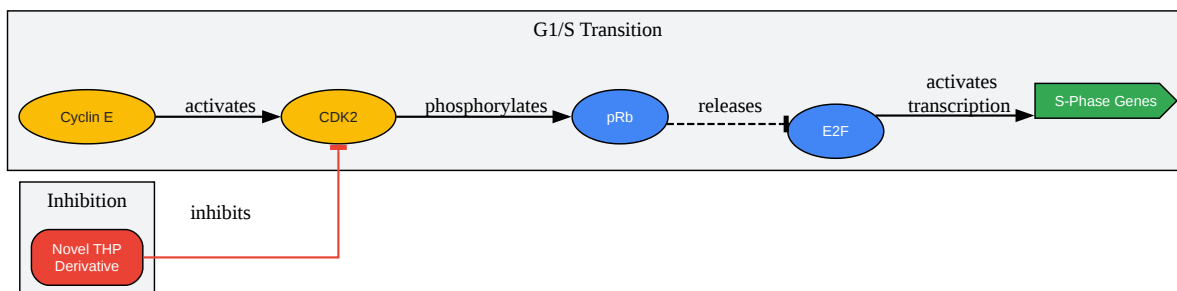 G1/S Transition
Cyclin E
activates
CDK2
phosphorylates
pRb
releases
E2F
activates
transcription
S-Phase Genes
Inhibition
Novel THP
Derivative
inhibits